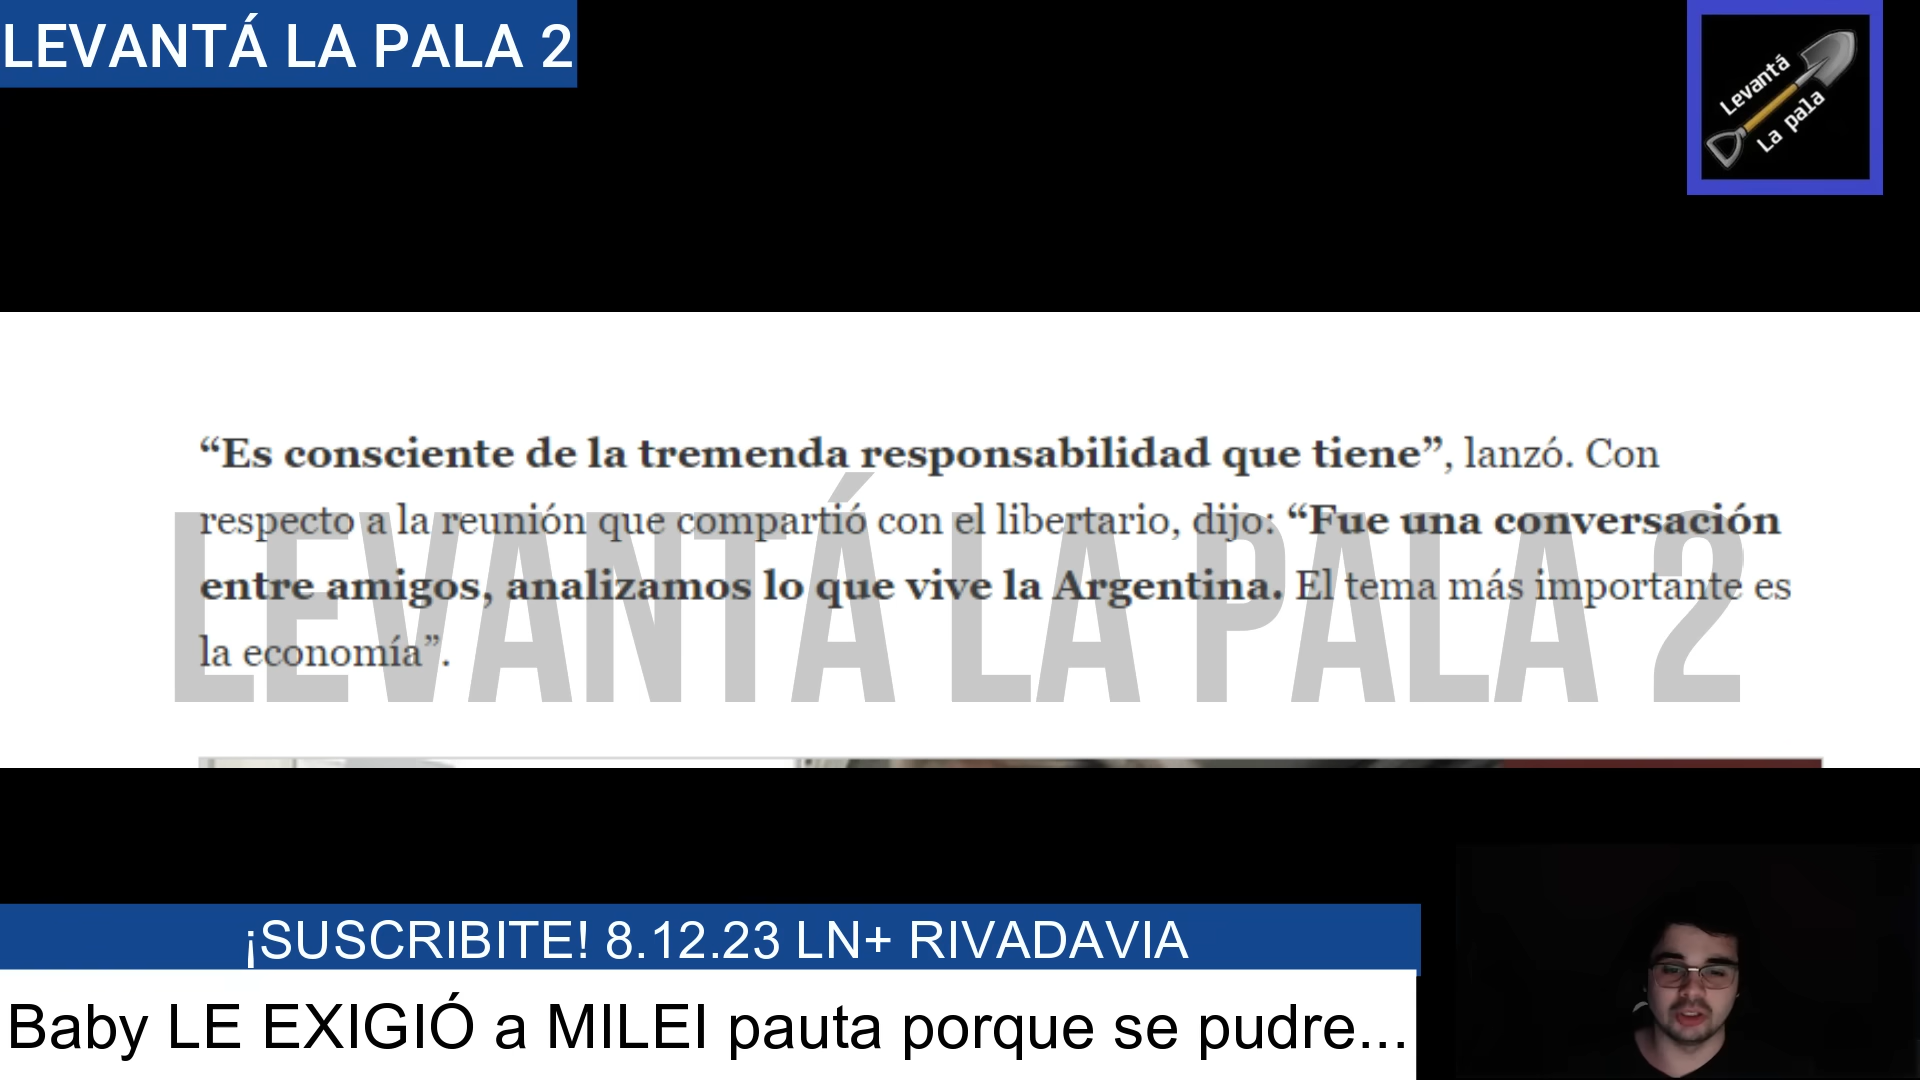 LEVANTÁ LA PALA 2
Levantá
La pala
“Es consciente de la tremenda responsabilidad que tiene”, lanzó. Con
respecto a la reunión que compartió con el libertario, dijo: “Fue una conversación
entre amigos, analizamos lo que vive la Argentina. El tema más importante es
la economía”.
LEVANTÁ LA PALA 2
¡SUSCRIBITE! 8.12.23 LN+ RIVADAVIA
Baby LE EXIGIÓ a MILEI pauta porque se pudre...